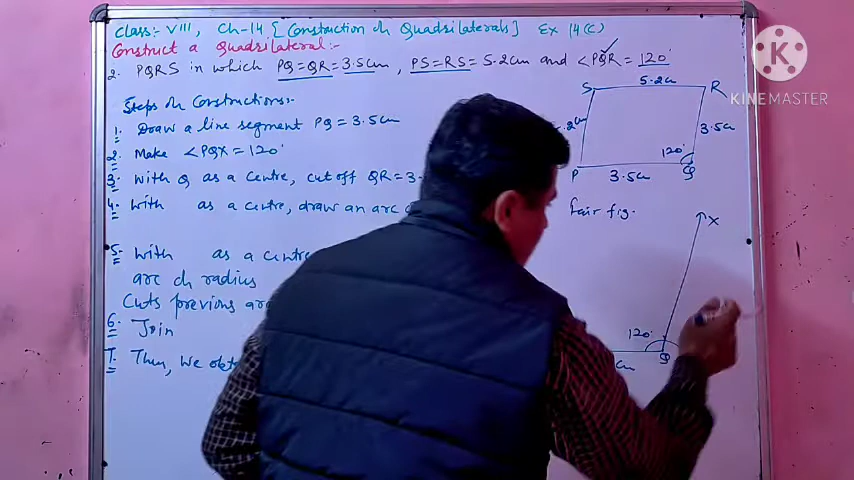 Class:- VIII, Ch-14 [Construction of Quadrilaterals] Ex 14(C)
Construct a Quadrilateral:-
2. PQRS in which PQ=QR=3.5cm, PS=RS=5.2cm and ∠PQR=120°
Steps of Constructions:-
1. Draw a line segment PQ=3.5cm
2. Make ∠PQX=120°
3. With Q as a centre, cut off QR=3.
4. With as a centre, draw an arc
5. With as a centre
arc of radius
Cuts previous arc
6. Join
7. Thus, we obt
S 5.2cm R
.2cm 3.5cm
120°
P 3.5cm Q
fair fig.
X
120°
Q
cm
K
KINEMASTER